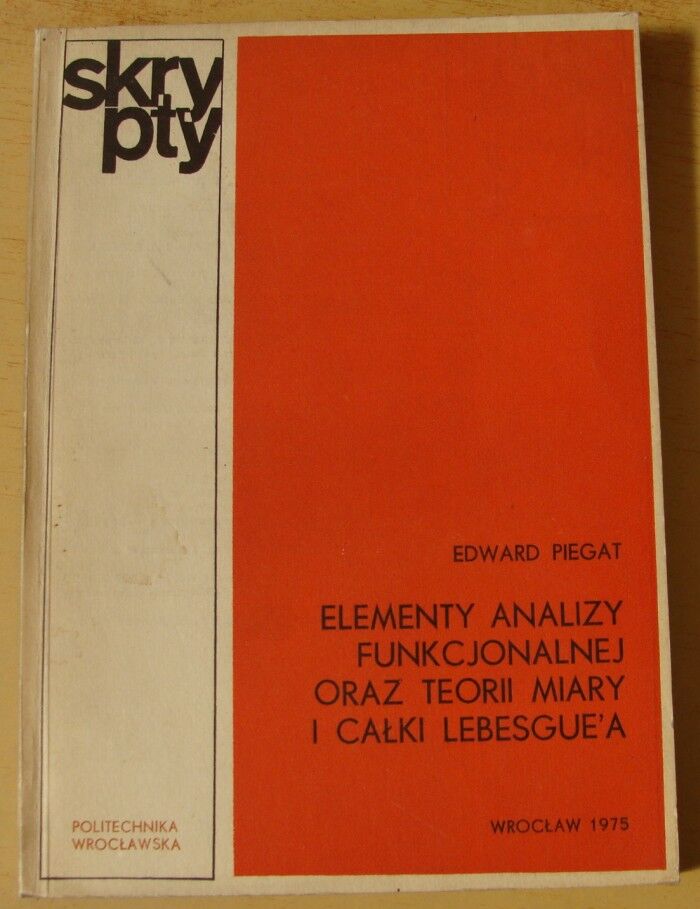 skry
pty
EDWARD PIEGAT
ELEMENTY ANALIZY
FUNKCJONALNEJ
ORAZ TEORII MIARY
I CAŁKI LEBESGUE'A
POLITECHNIKA
WROCŁAWSKA
WROCŁAW 1975